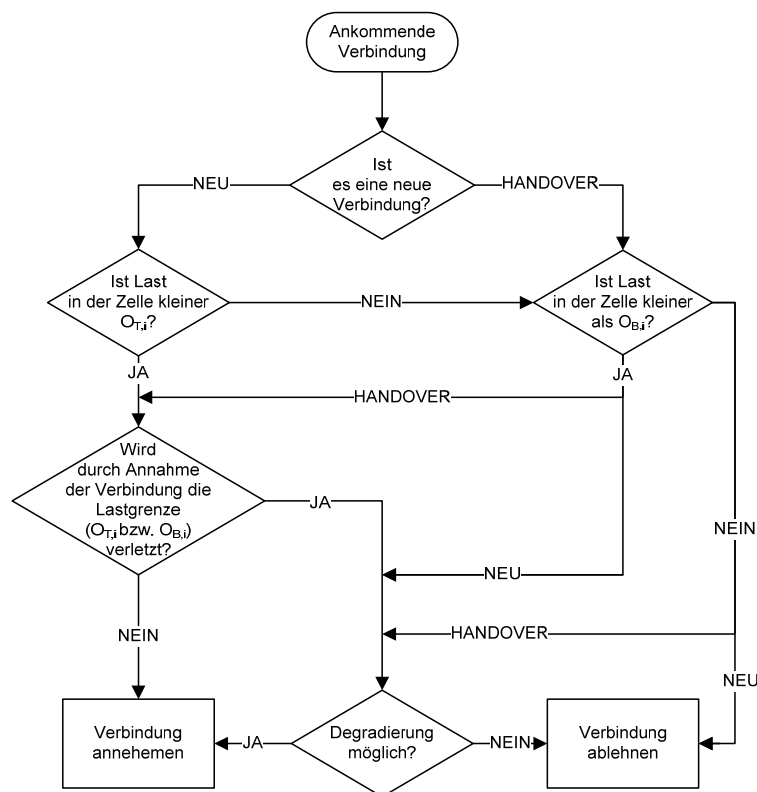 Ankommende
Verbindung
Ist
es eine neue
Verbindung?
NEU
HANDOVER
Ist Last
in der Zelle kleiner
O_T,i?
NEIN
Ist Last
in der Zelle kleiner
als O_B,i?
JA
JA
HANDOVER
Wird
durch Annahme
der Verbindung die
Lastgrenze
(O_T,i bzw. O_B,i)
verletzt?
JA
NEIN
NEU
NEIN
HANDOVER
NEU
Verbindung
annehemen
JA
Degradierung
möglich?
NEIN
Verbindung
ablehnen